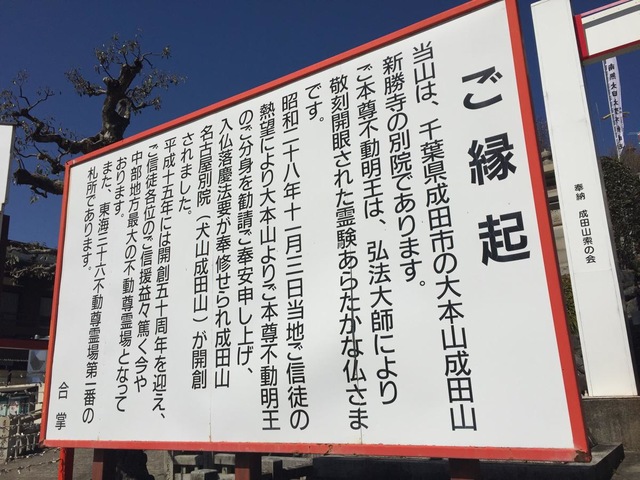 ご縁起
当山は、千葉県成田市の大本山成田山
新勝寺の別院であります。
ご本尊不動明王は、弘法大師により
敬刻開眼された霊験あらたかな仏さま
です。
昭和二十八年十一月三日当地ご信徒の
熱望により大本山よりご本尊不動明王
のご分身を勧請ご奉安申し上げ、
入仏落慶法要が奉修せられ成田山
名古屋別院（犬山成田山）が開創
されました。
平成十五年には開創五十周年を迎え、
ご信徒各位のご信援益々篤く今や
中部地方最大の不動尊霊場となって
おります。
また、東海三十六不動尊霊場第一番の
札所であります。
合掌
奉納 成田山索の会